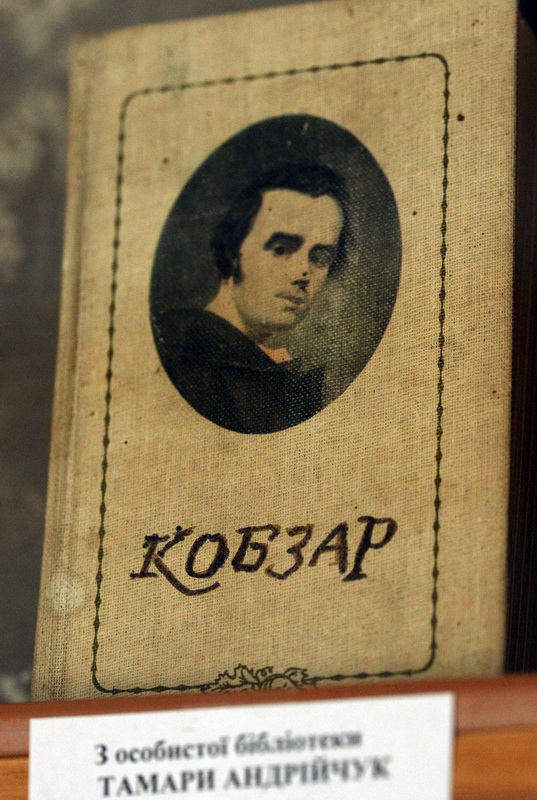 КОБЗАР
З особистої бібліотеки
ТАМАРИ АНДРІЙЧУК